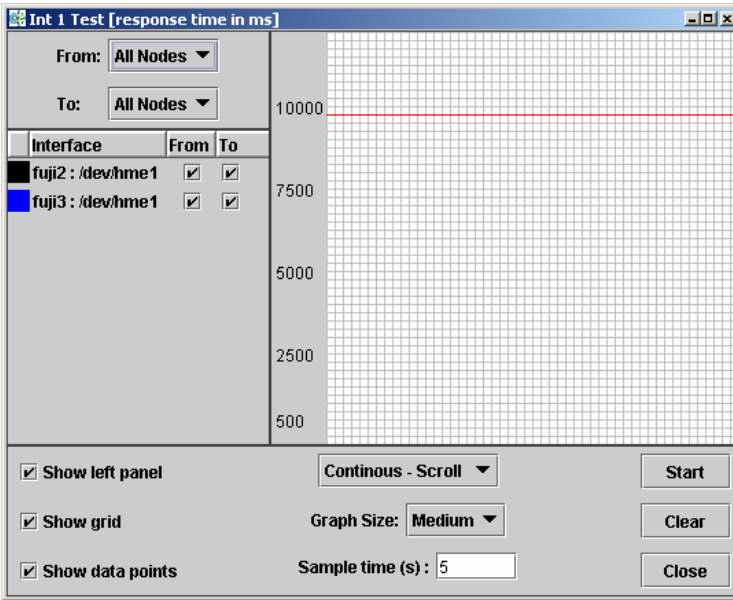 Int 1 Test [response time in ms]
From: All Nodes
To: All Nodes
Interface From To
fuji2 : /dev/hme1
fuji3 : /dev/hme1
10000
7500
5000
2500
500
Show left panel
Continous - Scroll
Start
Show grid
Graph Size: Medium
Clear
Show data points
Sample time (s) : 5
Close